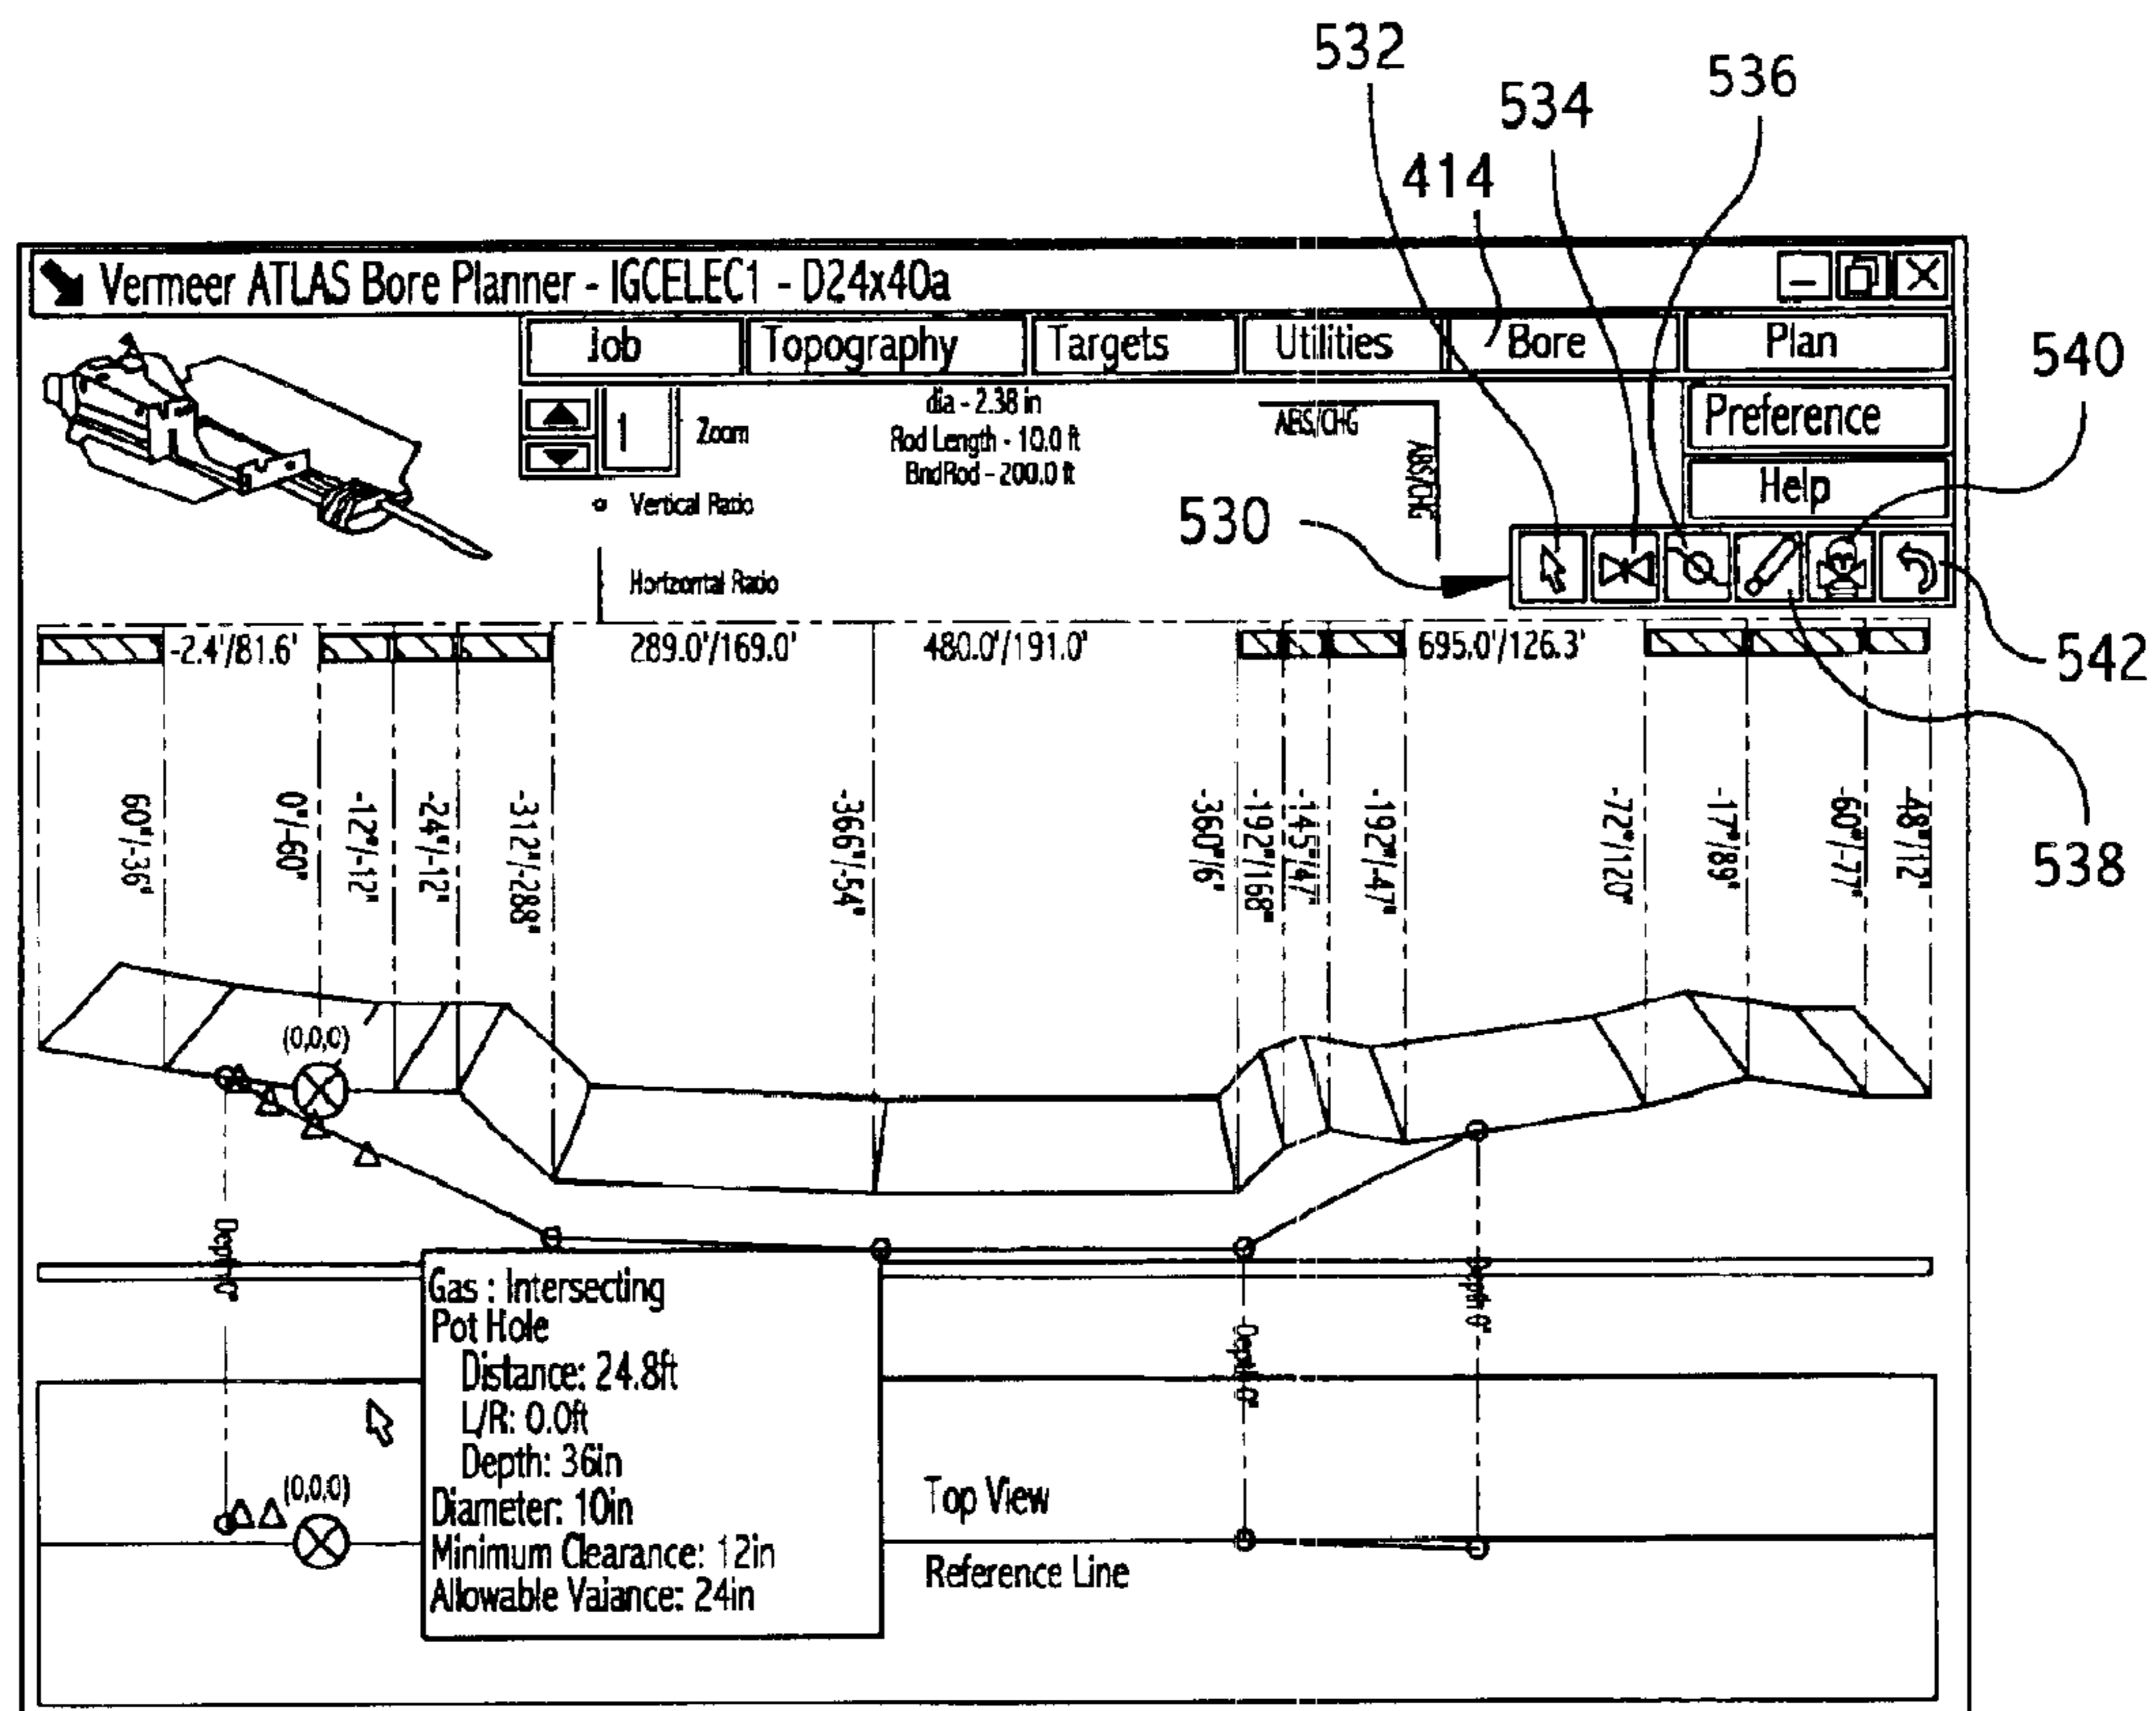 532
536
534
414
Vermeer ATLAS Bore Planner - IGCELEC1 - D24x40a
Job
Topography
Targets
Utilities
Bore
Plan
540
1
Zoom
dia - 2.38 in
Rod Length - 10.0 ft
BndRod - 200.0 ft
ABS/CHG
ABS/CHG
Preference
Help
Vertical Ratio
Horizontal Ratio
530
-2.4'/81.6'
289.0'/169.0'
480.0'/191.0'
695.0'/126.3'
542
60"/-36"
0"/-60"
-12"/-12"
-24"/-12"
-312"/-288"
-366"/-54"
-360"/6"
-192"/168"
-145"/47"
-192"/-47"
-72"/120"
-17"/89"
-60"/-77"
-48"/12"
538
(0,0,0)
Depth 0"
Depth 0"
Depth 0"
Gas : Intersecting
Pot Hole
Distance: 24.8ft
L/R: 0.0ft
Depth: 36in
Diameter: 10in
Minimum Clearance: 12in
Allowable Vaiance: 24in
(0,0,0)
Top View
Reference Line